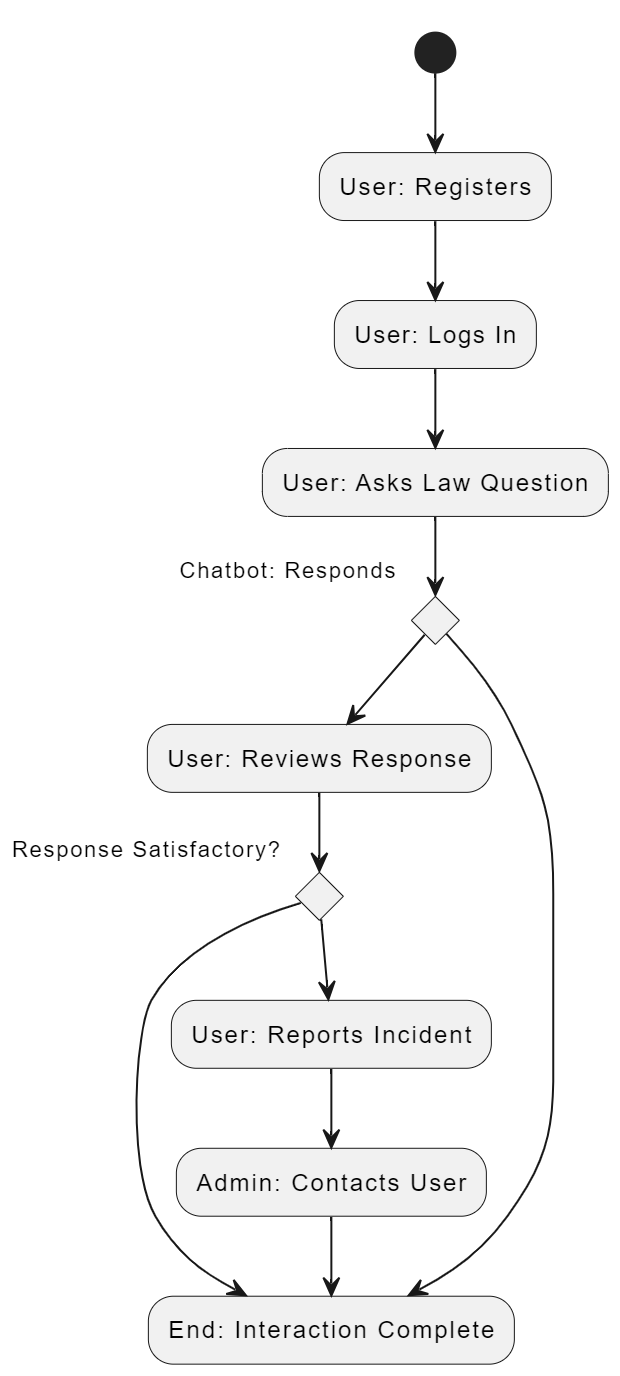 User: Registers
User: Logs In
User: Asks Law Question
Chatbot: Responds
User: Reviews Response
Response Satisfactory?
User: Reports Incident
Admin: Contacts User
End: Interaction Complete